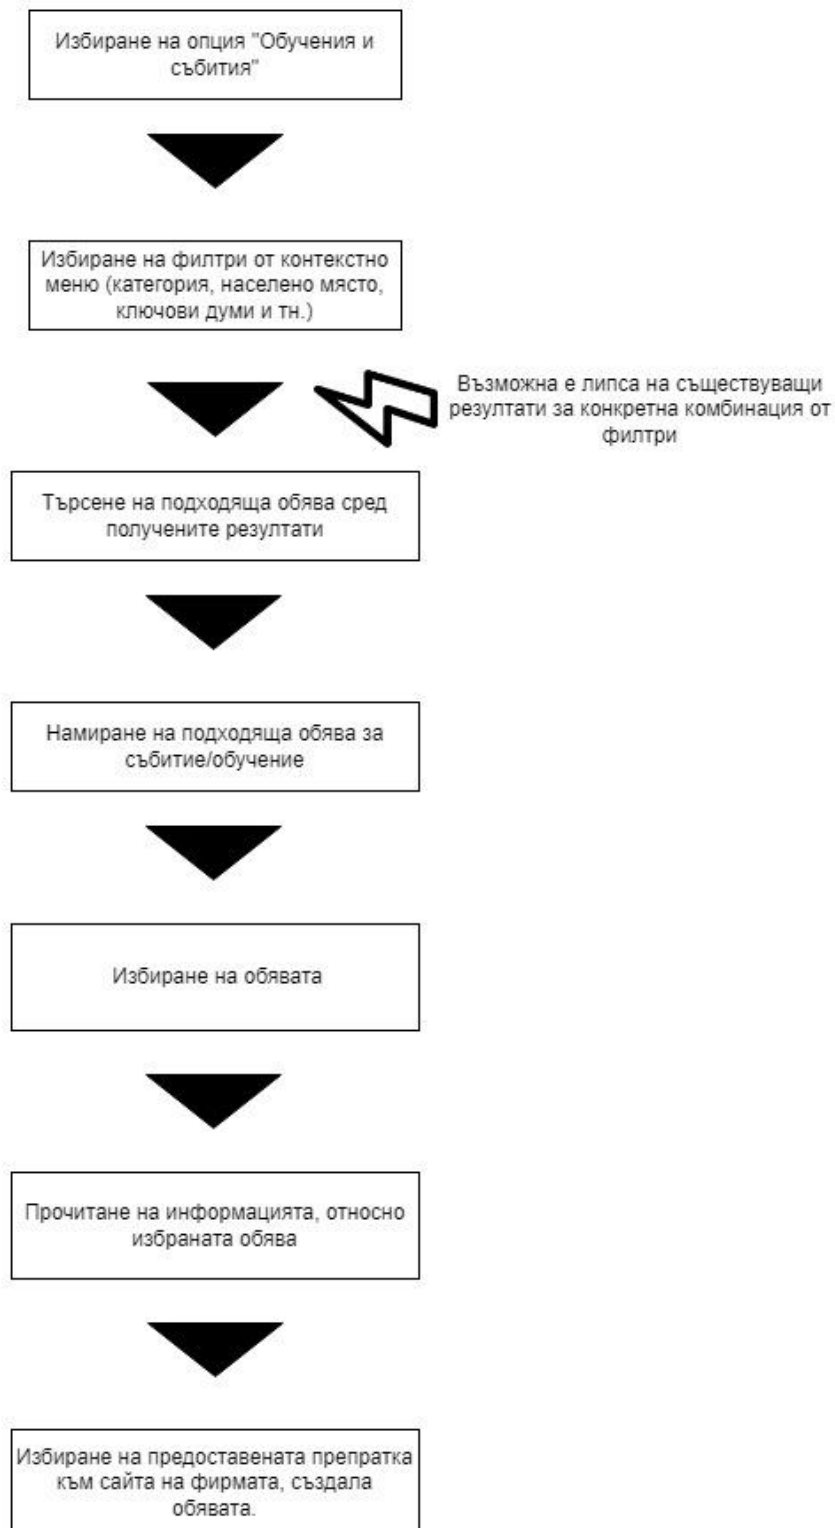 Избиране на опция "Обучения и
събития"
Избиране на филтри от контекстно
меню (категория, населено място,
ключови думи и тн.)
Възможна е липса на съществуващи
резултати за конкретна комбинация от
филтри
Търсене на подходяща обява сред
получените резултати
Намиране на подходяща обява за
събитие/обучение
Избиране на обявата
Прочитане на информацията, относно
избраната обява
Избиране на предоставената препратка
към сайта на фирмата, създала
обявата.